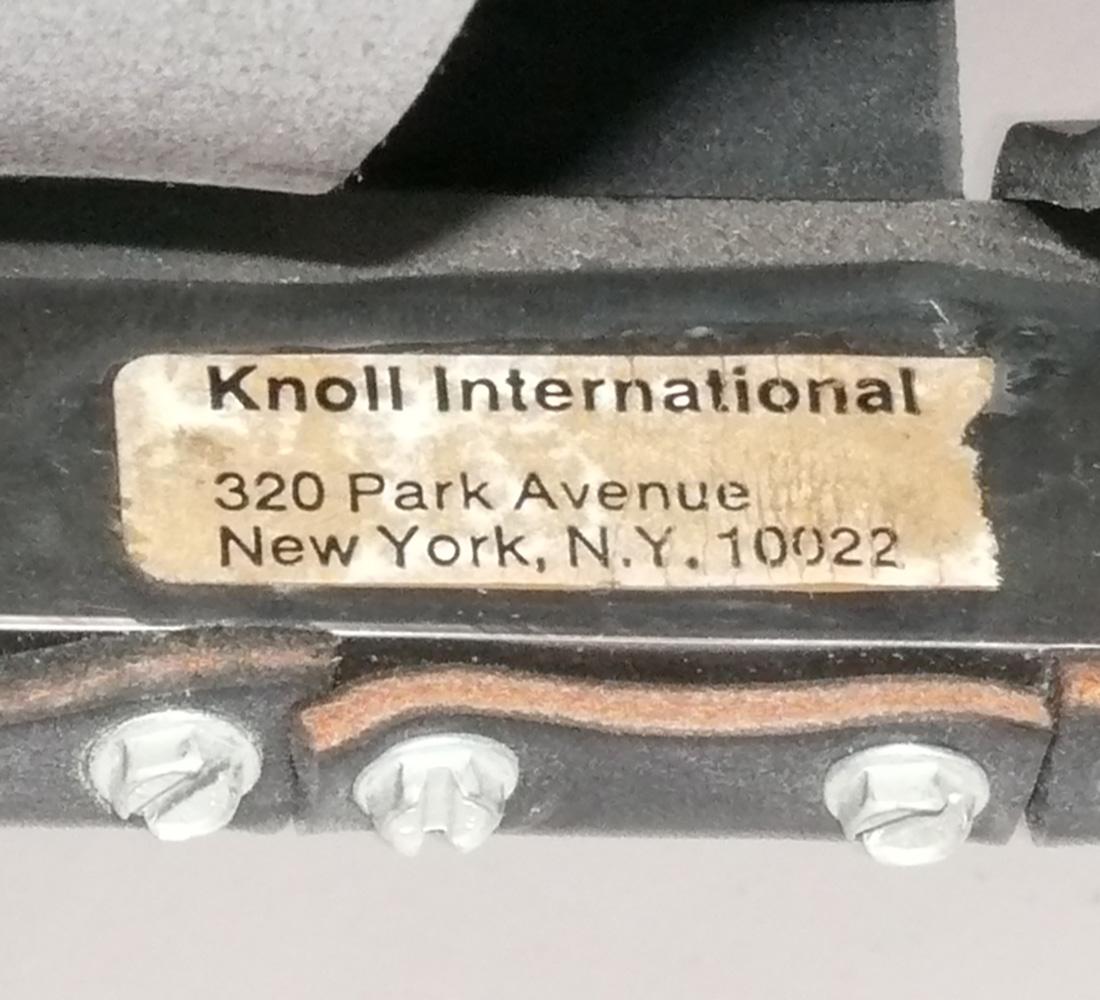 Knoll International
320 Park Avenue
New York, N.Y. 10022